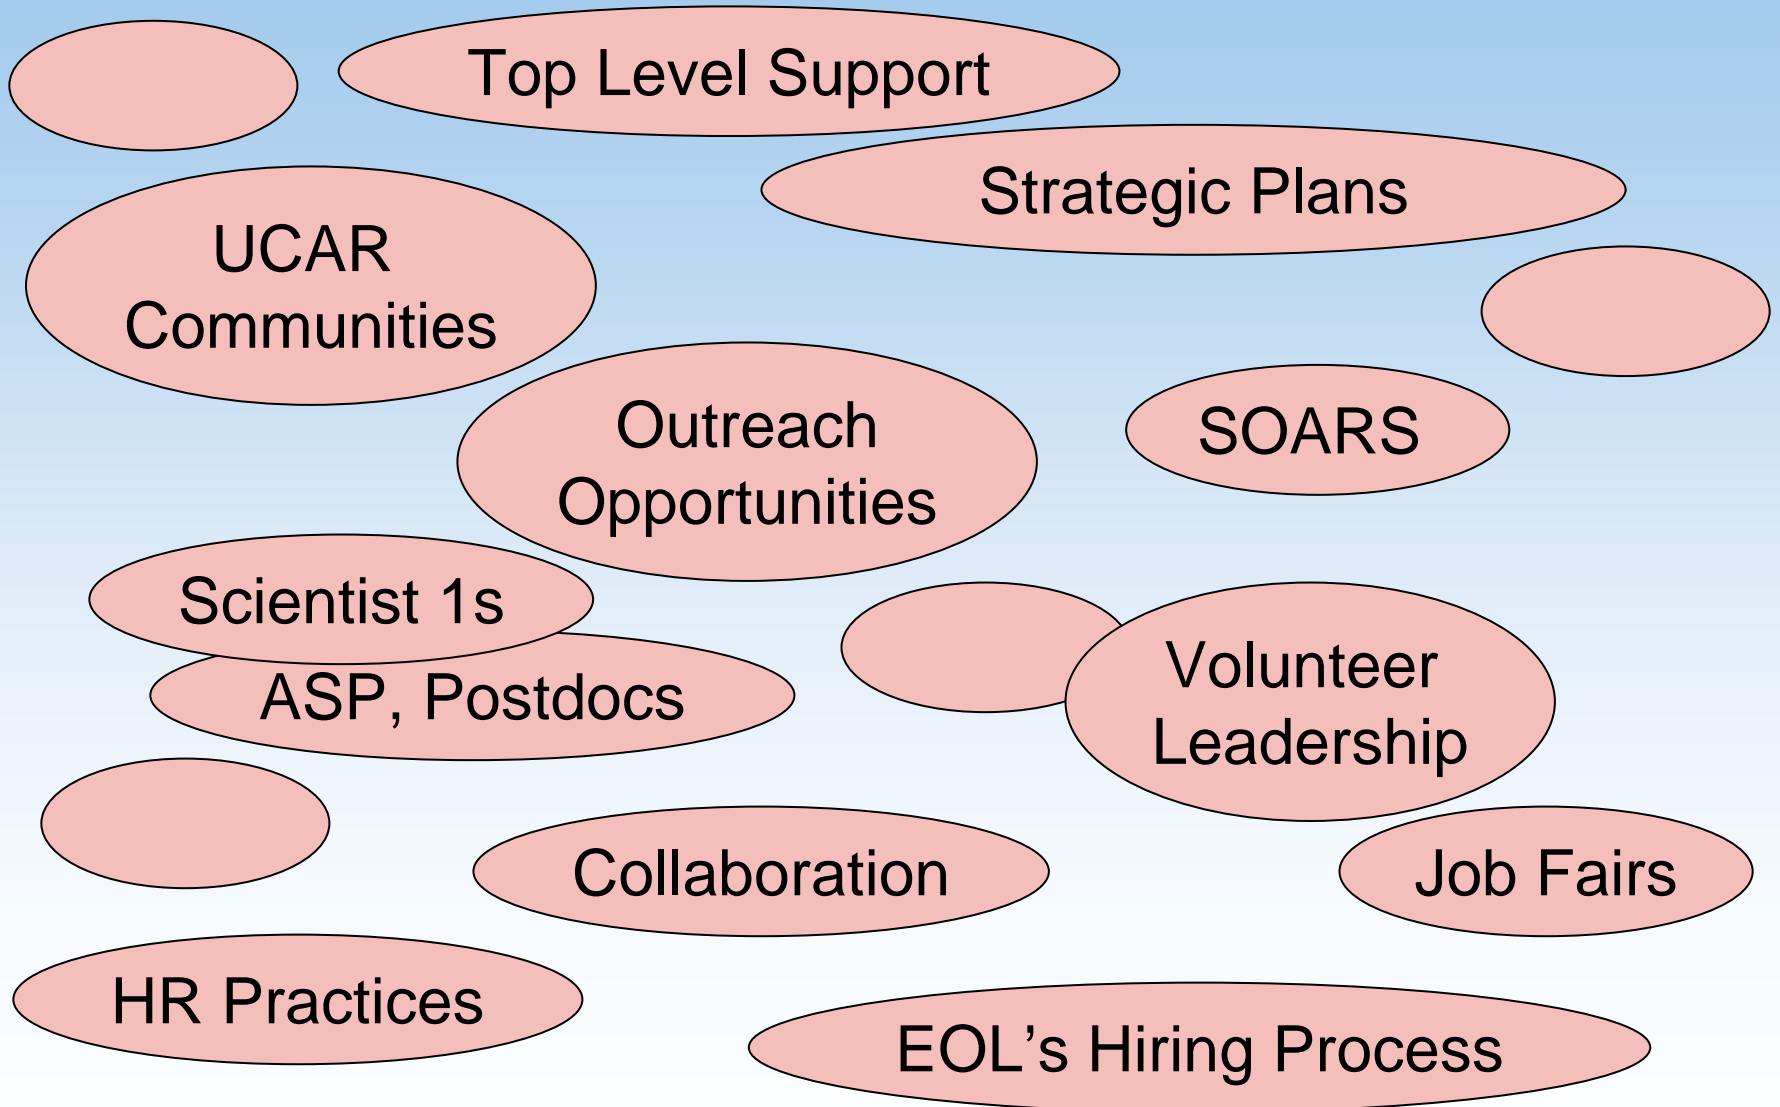 Top Level Support
Strategic Plans
UCAR
Communities
Outreach
Opportunities
SOARS
Scientist 1s
ASP, Postdocs
Volunteer
Leadership
Collaboration
Job Fairs
HR Practices
EOL’s Hiring Process